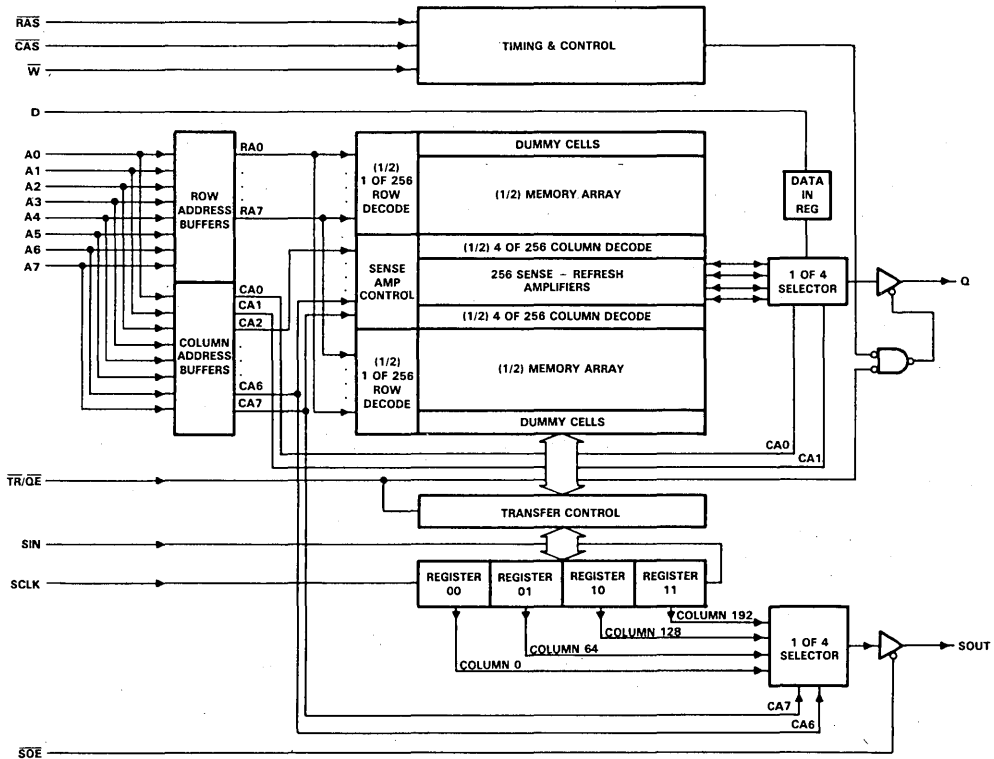 RAS
CAS
W
TIMING & CONTROL
D
A0
A1
A2
A3
A4
A5
A6
A7
ROW
ADDRESS
BUFFERS
RA0
RA7
COLUMN
ADDRESS
BUFFERS
CA0
CA1
CA2
CA6
CA7
(1/2)
1 OF 256
ROW
DECODE
SENSE
AMP
CONTROL
(1/2)
1 OF 256
ROW
DECODE
DUMMY CELLS
(1/2) MEMORY ARRAY
(1/2) 4 OF 256 COLUMN DECODE
256 SENSE – REFRESH
AMPLIFIERS
(1/2) 4 OF 256 COLUMN DECODE
(1/2) MEMORY ARRAY
DUMMY CELLS
DATA
IN
REG
1 OF 4
SELECTOR
Q
CA0
CA1
TR/QE
TRANSFER CONTROL
SIN
SCLK
REGISTER
00
REGISTER
01
REGISTER
10
REGISTER
11
COLUMN 192
COLUMN 128
COLUMN 64
COLUMN 0
1 OF 4
SELECTOR
SOUT
CA7
CA6
SOE